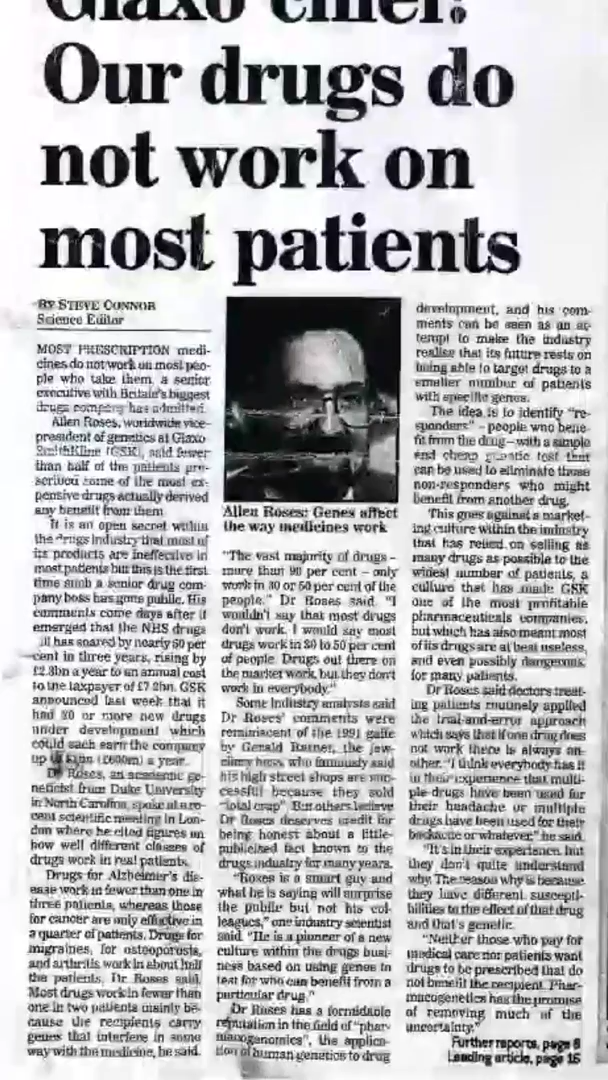 Glaxo chief:
Our drugs do
not work on
most patients
BY STEVE CONNOR
Science Editor
MOST PRESCRIPTION medi-
cines do not work on most peo-
ple who take them, a senior
executive with Britain's biggest
drugs company has admitted.
Allen Roses, worldwide vice-
president of genetics at Glaxo
SmithKline (GSK), said fewer
than half of the patients pre-
scribed some of the most ex-
pensive drugs actually derived
any benefit from them.
It is an open secret within
the drugs industry that most of
its products are ineffective in
most patients but this is the first
time such a senior drug com-
pany boss has gone public. His
comments come days after it
emerged that the NHS drugs
bill has soared by nearly 50 per
cent in three years, rising by
£2.3bn a year to an annual cost
to the taxpayer of £7.2bn. GSK
announced last week that it
had 20 or more new drugs
under development which
could each earn the company
up (£600m) a year.
Dr Roses, an academic ge-
neticist from Duke University
in North Carolina, spoke at a re-
cent scientific meeting in Lon-
don where he cited figures on
how well different classes of
drugs work in real patients.
Drugs for Alzheimer's dis-
ease work in fewer than one in
three patients, whereas those
for cancer are only effective in
a quarter of patients. Drugs for
migraines, for osteoporosis,
and arthritis work in about half
the patients, Dr Roses said.
Most drugs work in fewer than
one in two patients mainly be-
cause the recipients carry
genes that interfere in some
way with the medicine, he said.
Allen Roses: Genes affect
the way medicines work
"The vast majority of drugs –
more than 90 per cent – only
work in 30 or 50 per cent of the
people," Dr Roses said. "I
wouldn't say that most drugs
don't work. I would say most
drugs work in 30 to 50 per cent
of people. Drugs out there on
the market work, but they don't
work in everybody."
Some industry analysts said
Dr Roses' comments were
reminiscent of the 1991 gaffe
by Gerald Ratner, the jew-
ellery boss, who famously said
his high street shops are suc-
cessful because they sold
"total crap". But others believe
Dr Roses deserves credit for
being honest about a little-
publicised fact known to the
drugs industry for many years.
"Roses is a smart guy and
what he is saying will surprise
the public but not his col-
leagues," one industry scientist
said. "He is a pioneer of a new
culture within the drugs busi-
ness based on using genes to
test for who can benefit from a
particular drug."
Dr Roses has a formidable
reputation in the field of "phar-
macogenomics", the applica-
tion of human genetics to drug
development, and his com-
ments can be seen as an at-
tempt to make the industry
realise that its future rests on
being able to target drugs to a
smaller number of patients
with specific genes.
The idea is to identify "re-
sponders" – people who bene-
fit from the drug – with a simple
and cheap genetic test that
can be used to eliminate those
non-responders who might
benefit from another drug.
This goes against a market-
ing culture within the industry
that has relied on selling as
many drugs as possible to the
widest number of patients, a
culture that has made GSK
one of the most profitable
pharmaceuticals companies,
but which has also meant most
of its drugs are at best useless,
and even possibly dangerous,
for many patients.
Dr Roses said doctors treat-
ing patients routinely applied
the trial-and-error approach
which says that if one drug does
not work there is always an-
other. "I think everybody has it
in their experience that multi-
ple drugs have been used for
their headache or multiple
drugs have been used for their
backache or whatever," he said.
"It's in their experience, but
they don't quite understand
why. The reason why is because
they have different suscepti-
bilities to the effect of that drug
and that's genetic.
"Neither those who pay for
medical care nor patients want
drugs to be prescribed that do
not benefit the recipient. Phar-
macogenetics has the promise
of removing much of the
uncertainty."
Further reports, page 8
Leading article, page 16